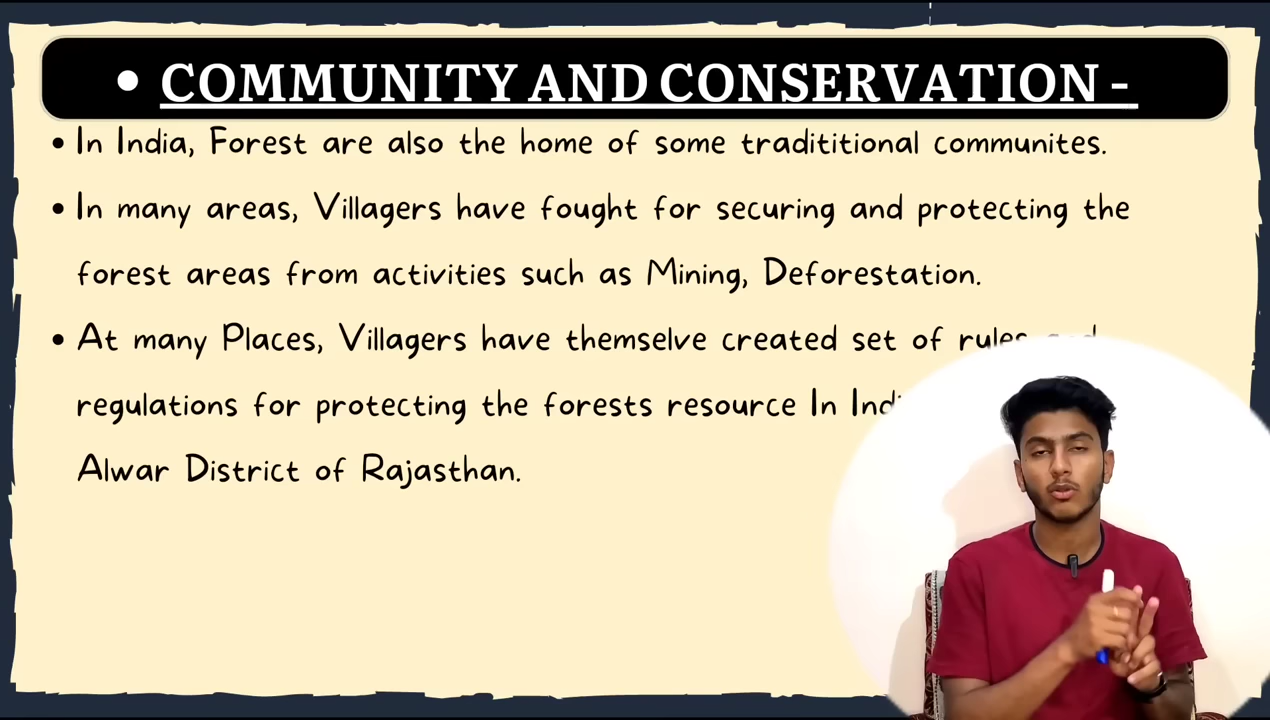 • COMMUNITY AND CONSERVATION -
• In India, Forest are also the home of some tradititional communites.
• In many areas, Villagers have fought for securing and protecting the
forest areas from activities such as Mining, Deforestation.
• At many Places, Villagers have themselve created set of rules and
regulations for protecting the forests resource In
Alwar District of Rajasthan.